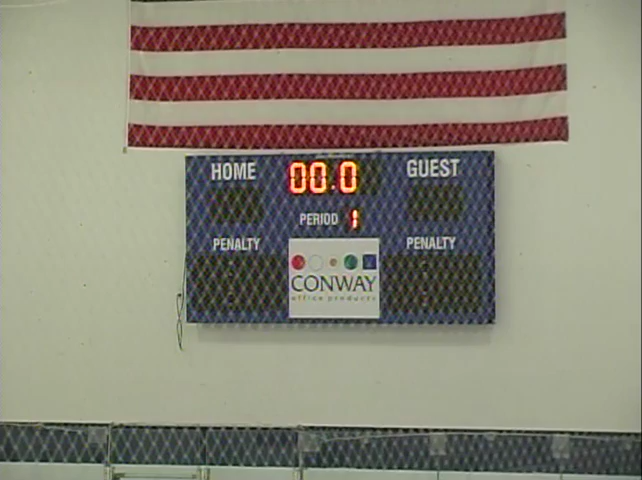 HOME 00.0 GUEST
PERIOD 1
PENALTY PENALTY
CONWAY
office products